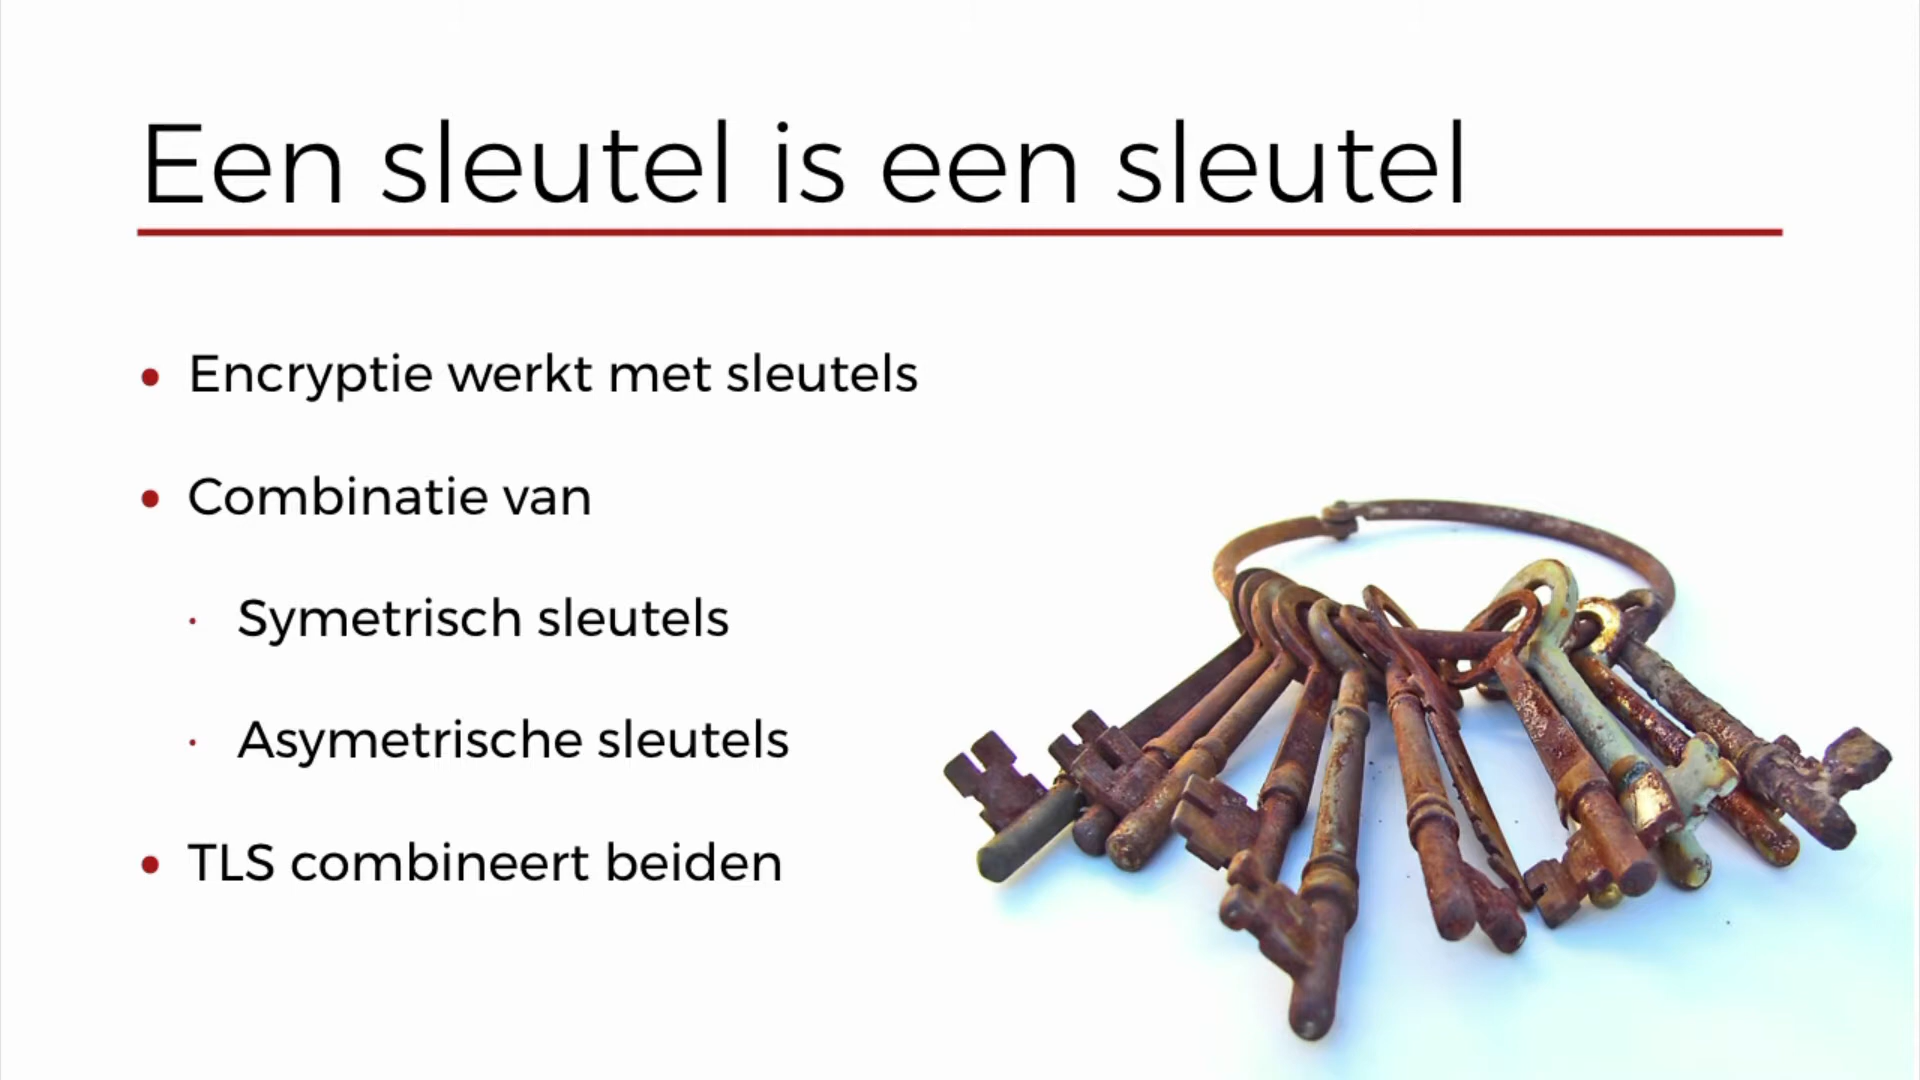 Een sleutel is een sleutel
Encryptie werkt met sleutels
Combinatie van
Symetrisch sleutels
Asymetrische sleutels
TLS combineert beiden